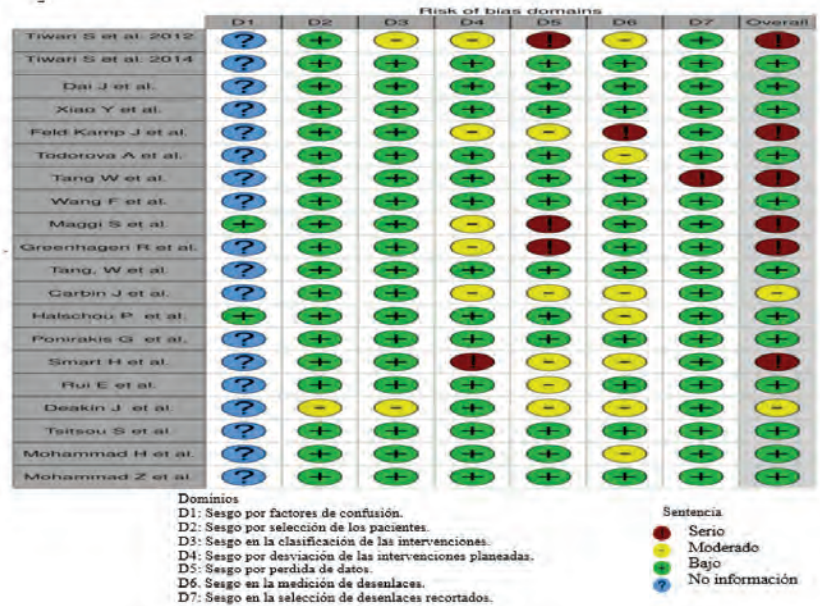 Risk of bias domains
D1 D2 D3 D4 D5 D6 D7 Overall
Tiwari S et al. 2012 ? + - - ! - + !
Tiwari S et al. 2014 ? + + + + + + +
Dai J et al. ? + + + + + + +
Xiao Y et al. ? + + + + + + +
Feld Kamp J et al. ? + + - - ! + !
Todorova A et al. ? + + + + - + +
Tang W et al. ? + + + + + ! !
Wang F et al. ? + + + + + + +
Maggi S et al. + + + - ! + + !
Greenhagen R et al. ? + + - ! + + !
Tang, W et al. ? + + + + + + +
Carbin J et al. ? + + - - - + -
Halschou P et al. + + + + + - + +
Ponirakis G et al. ? + + + + + + +
Smart H et al. ? + + ! - - + !
Rui E et al. ? + + + - + + +
Deakin J et al. ? - - + - - + -
Tsitsou S et al. ? + + + + + + +
Mohammad H et al. ? + + + + - + +
Mohammad Z et al. ? + + + + + + +
Dominios
D1: Sesgo por factores de confusión.
D2: Sesgo por selección de los pacientes.
D3: Sesgo en la clasificación de las intervenciones.
D4: Sesgo por desviación de las intervenciones planeadas.
D5: Sesgo por perdida de datos.
D6. Sesgo en la medición de desenlaces.
D7: Sesgo en la selección de desenlaces recortados.
Sentencia
! Serio
- Moderado
+ Bajo
? No información